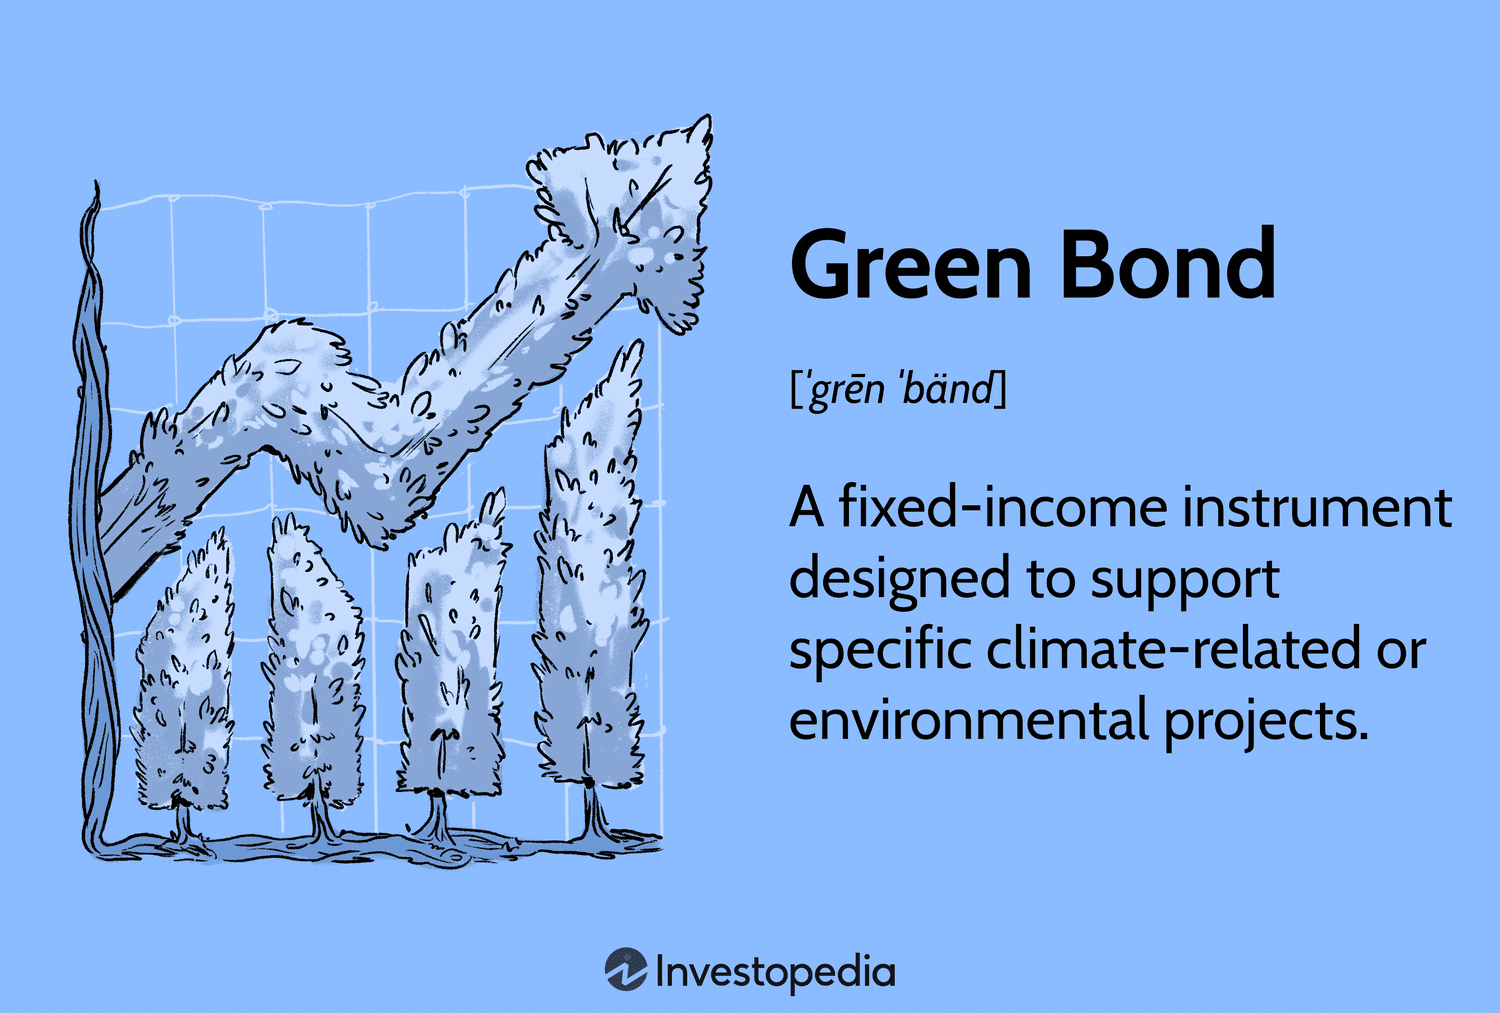 Green Bond
[ˈgrēn ˈbänd]
A fixed-income instrument
designed to support
specific climate-related or
environmental projects.
Investopedia